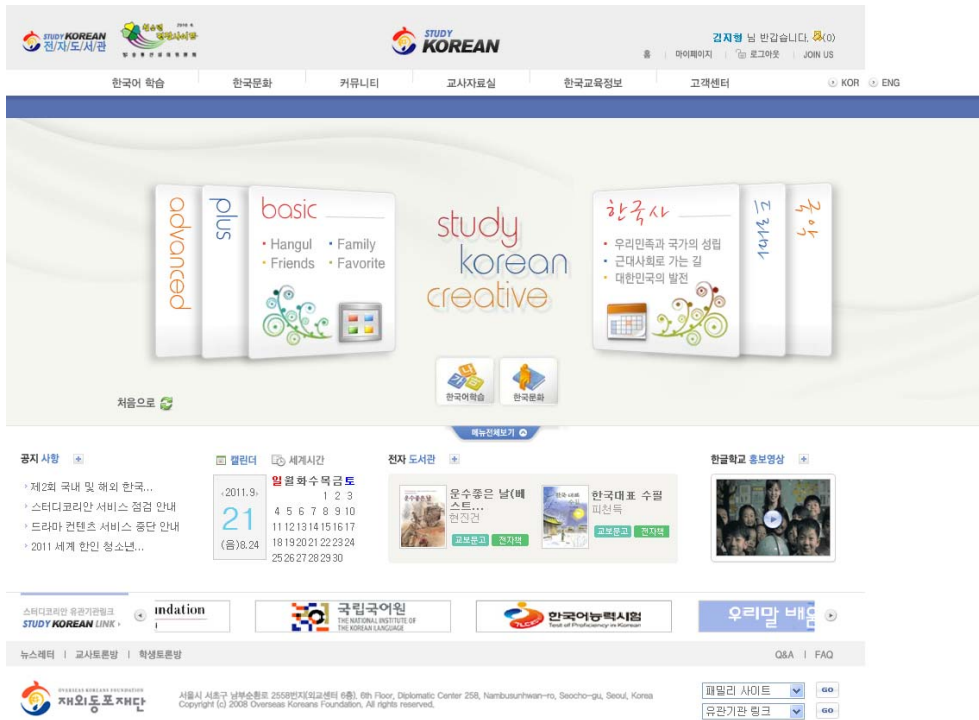 STUDY KOREAN
전/자/도/서/관
STUDY
KOREAN
김지형 님 반갑습니다. (0)
홈 | 마이페이지 | 로그아웃 | JOIN US
한국어 학습 한국문화 커뮤니티 교사자료실 한국교육정보 고객센터 KOR ENG
advanced
plus
basic
• Hangul • Family
• Friends • Favorite
study
korean
creative
한국사
• 우리민족과 국가의 성립
• 근대사회로 가는 길
• 대한민국의 발전
국악
한국어학습 한국문화
처음으로
메뉴전체보기
공지 사항
제2회 국내 및 해외 한국...
스터디코리안 서비스 점검 안내
드라마 컨텐츠 서비스 중단 안내
2011 세계 한인 청소년...
캘린더 세계시간
2011.9
21
(음)8.24
일월화수목금토
1 2 3
4 5 6 7 8 9 10
11 12 13 14 15 16 17
18 19 20 21 22 23 24
25 26 27 28 29 30
전자 도서관
운수좋은 날(베
스트...
현진건
교보문고 전자책
한국대표 수필
피천득
교보문고 전자책
한글학교 홍보영상
스터디코리안 유관기관링크
STUDY KOREAN LINK
undation
국립국어원
THE NATIONAL INSTITUTE OF
THE KOREAN LANGUAGE
한국어능력시험
Test of Proficiency in Korean
우리말 배움
뉴스레터 | 교사토론방 | 학생토론방
Q&A | FAQ
OVERSEAS KOREANS FOUNDATION
재외동포재단
서울시 서초구 남부순환로 2558번지(외교센터 6층), 6th Floor, Diplomatic Center 258, Nambusunhwan-ro, Seocho-gu, Seoul, Korea
Copyright (c) 2008 Overseas Koreans Foundation, All rights reserved.
패밀리 사이트 GO
유관기관 링크 GO